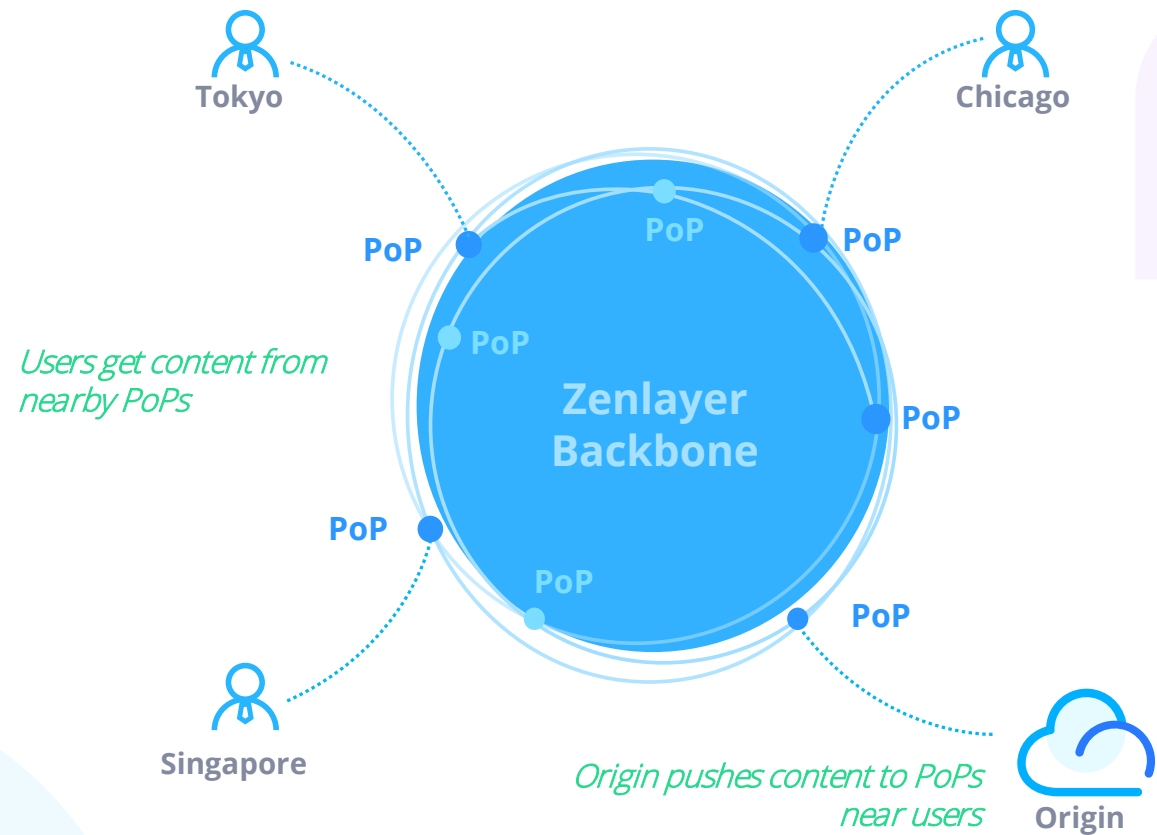 Tokyo
Chicago
PoP
PoP
PoP
PoP
Users get content from
nearby PoPs
Zenlayer
Backbone
PoP
PoP
PoP
PoP
Singapore
Origin pushes content to PoPs
near users
Origin